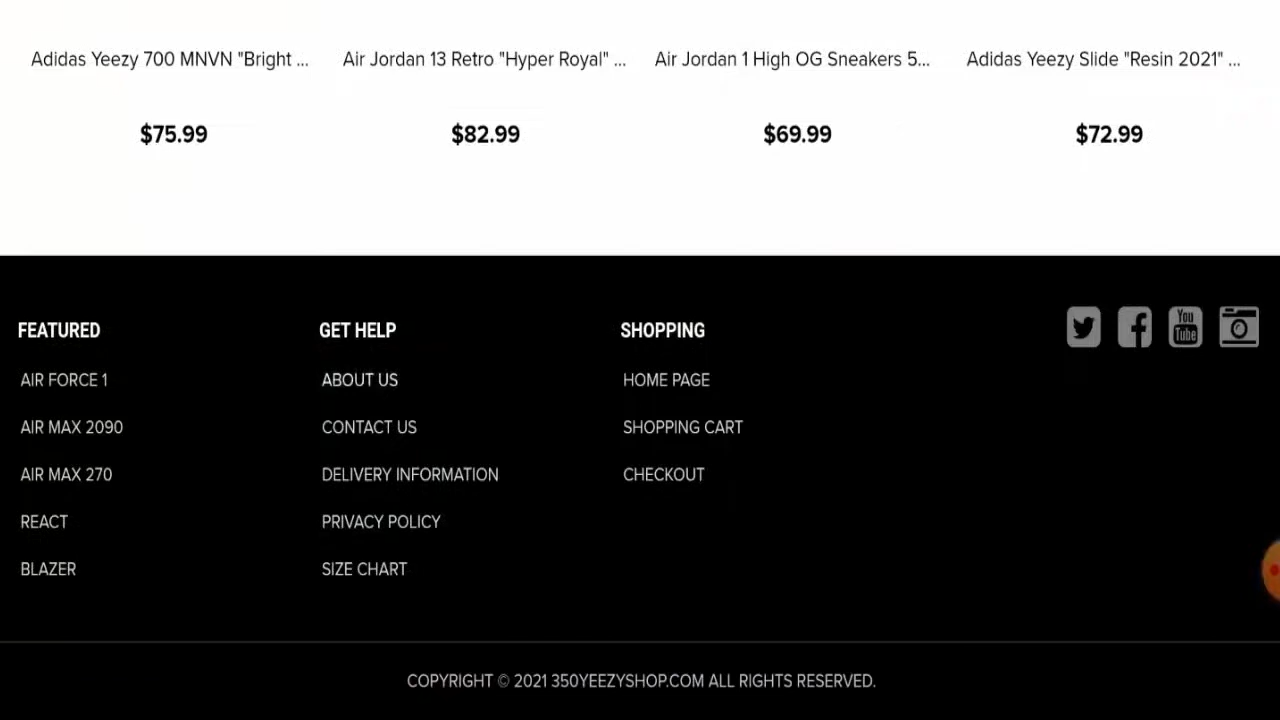 Adidas Yeezy 700 MNVN "Bright ...
Air Jordan 13 Retro "Hyper Royal" ...
Air Jordan 1 High OG Sneakers 5...
Adidas Yeezy Slide "Resin 2021" ...
$75.99
$82.99
$69.99
$72.99
FEATURED
AIR FORCE 1
AIR MAX 2090
AIR MAX 270
REACT
BLAZER
GET HELP
ABOUT US
CONTACT US
DELIVERY INFORMATION
PRIVACY POLICY
SIZE CHART
SHOPPING
HOME PAGE
SHOPPING CART
CHECKOUT
You
Tube
COPYRIGHT © 2021 350YEEZYSHOP.COM ALL RIGHTS RESERVED.